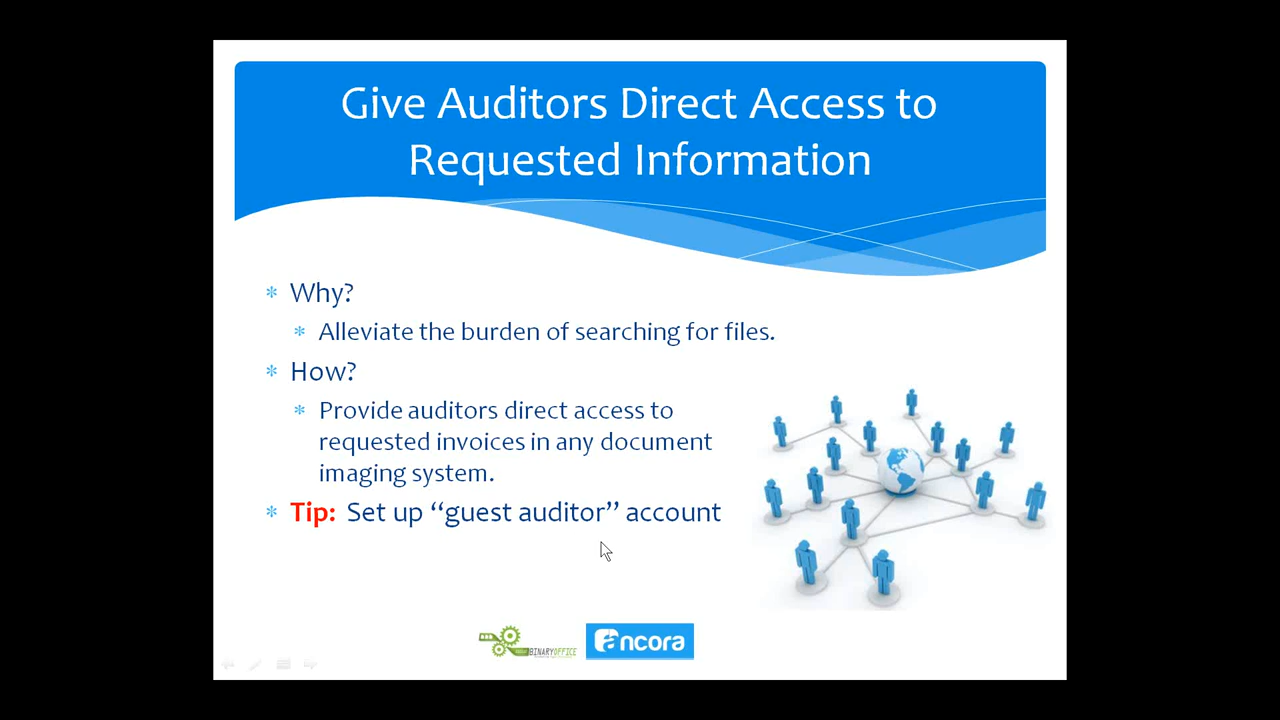 Give Auditors Direct Access to
Requested Information
* Why?
* Alleviate the burden of searching for files.
* How?
* Provide auditors direct access to
requested invoices in any document
imaging system.
* Tip: Set up “guest auditor” account
BINARYOFFICE
ancora